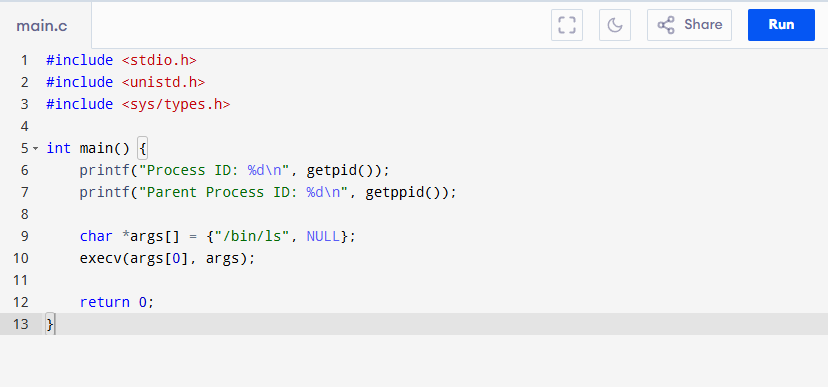 main.c Share Run
1 #include <stdio.h>
2 #include <unistd.h>
3 #include <sys/types.h>
4
5 int main() {
6     printf("Process ID: %d\n", getpid());
7     printf("Parent Process ID: %d\n", getppid());
8
9     char *args[] = {"/bin/ls", NULL};
10     execv(args[0], args);
11
12     return 0;
13 }